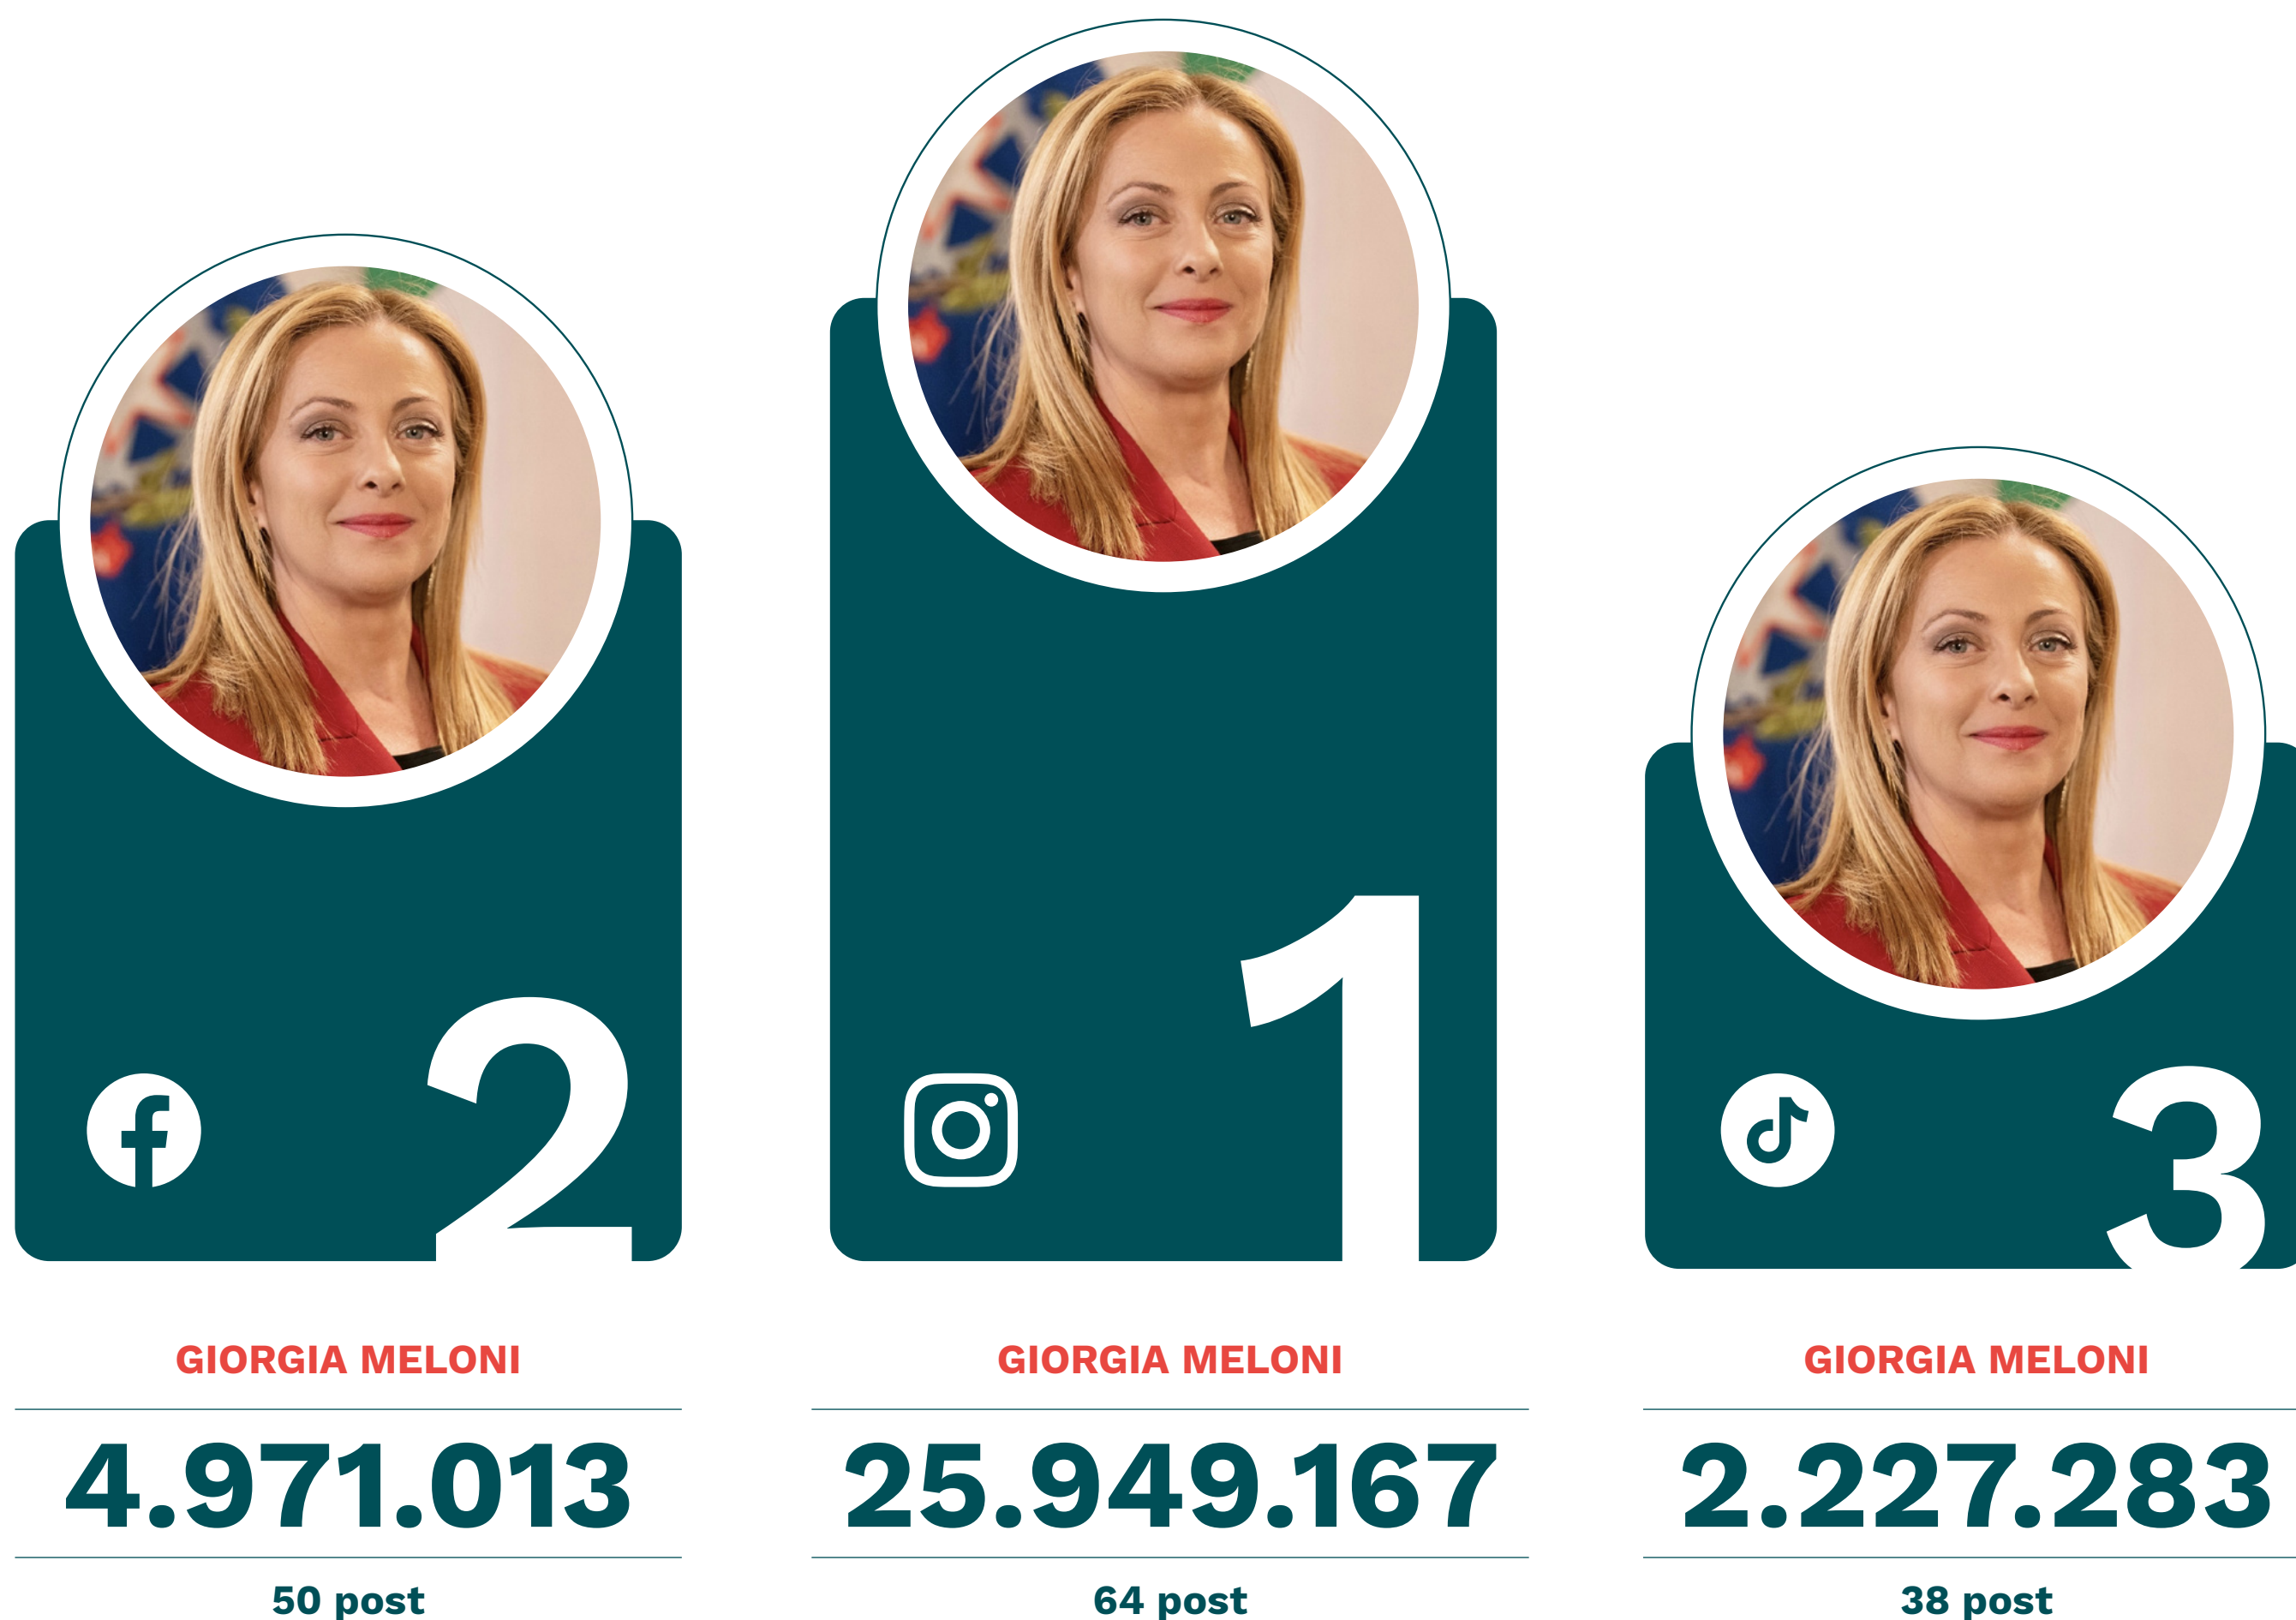 2
GIORGIA MELONI
4.971.013
50 post
1
GIORGIA MELONI
25.949.167
64 post
3
GIORGIA MELONI
2.227.283
38 post